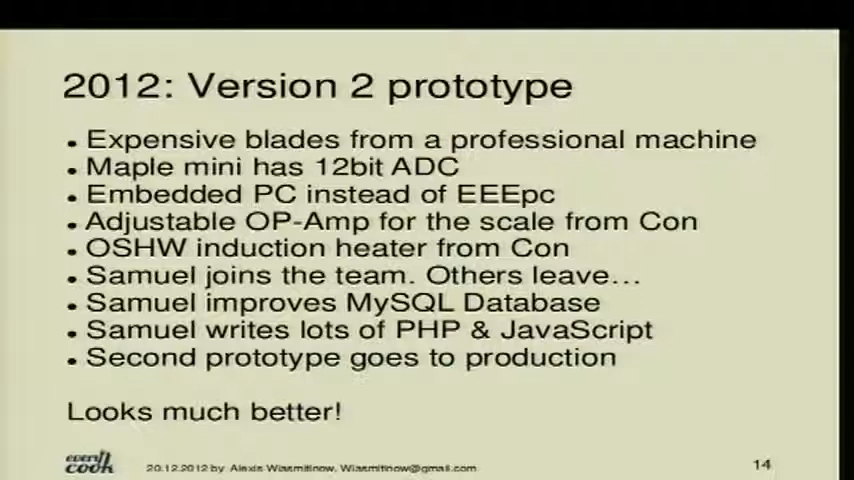 2012: Version 2 prototype
• Expensive blades from a professional machine
• Maple mini has 12bit ADC
• Embedded PC instead of EEEpc
• Adjustable OP-Amp for the scale from Con
• OSHW induction heater from Con
• Samuel joins the team. Others leave...
• Samuel improves MySQL Database
• Samuel writes lots of PHP & JavaScript
• Second prototype goes to production
Looks much better!
every cook
20.12.2012 by Alexis Wiasmitinow, Wiasmitinow@gmail.com
14